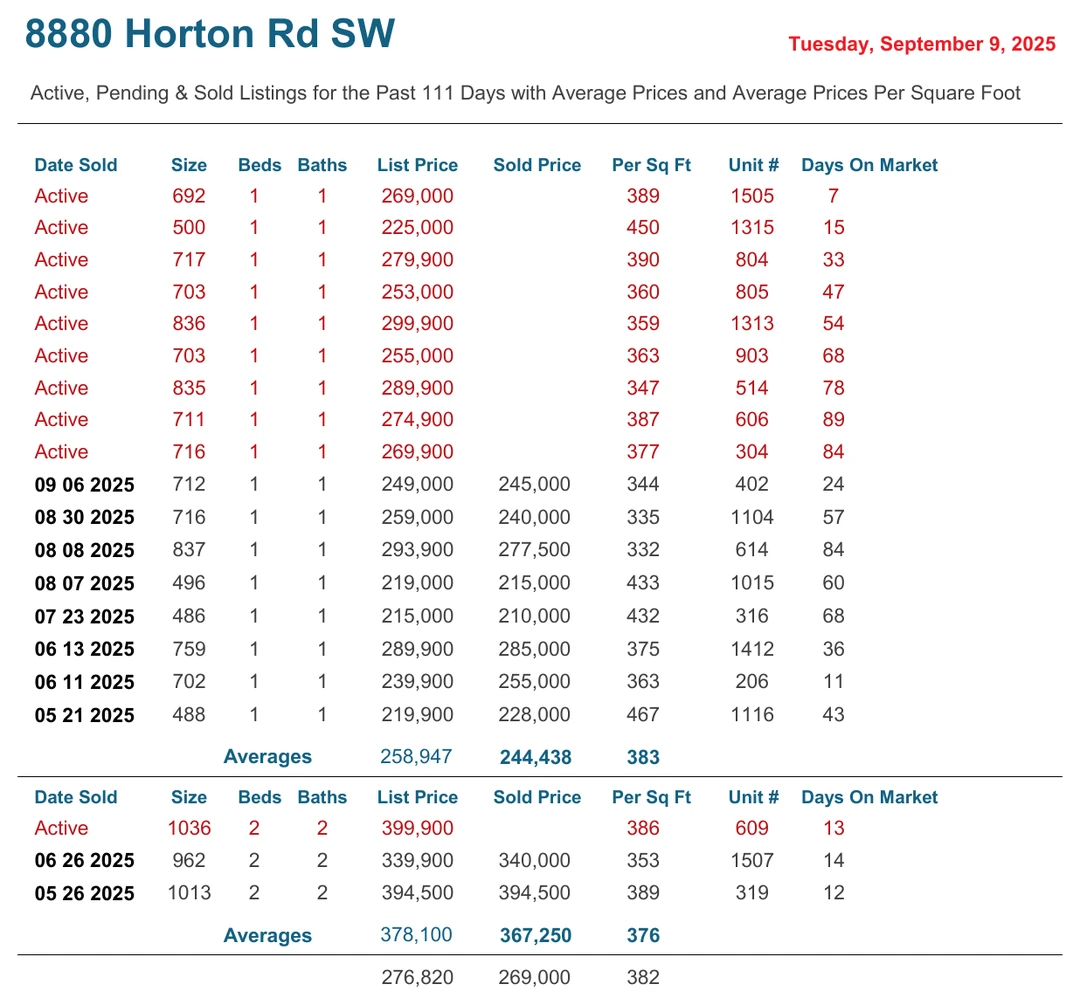 8880 Horton Rd SW
Tuesday, September 9, 2025
Active, Pending & Sold Listings for the Past 111 Days with Average Prices and Average Prices Per Square Foot
Date Sold Size Beds Baths List Price Sold Price Per Sq Ft Unit # Days On Market
Active 692 1 1 269,000 389 1505 7
Active 500 1 1 225,000 450 1315 15
Active 717 1 1 279,900 390 804 33
Active 703 1 1 253,000 360 805 47
Active 836 1 1 299,900 359 1313 54
Active 703 1 1 255,000 363 903 68
Active 835 1 1 289,900 347 514 78
Active 711 1 1 274,900 387 606 89
Active 716 1 1 269,900 377 304 84
09 06 2025 712 1 1 249,000 245,000 344 402 24
08 30 2025 716 1 1 259,000 240,000 335 1104 57
08 08 2025 837 1 1 293,900 277,500 332 614 84
08 07 2025 496 1 1 219,000 215,000 433 1015 60
07 23 2025 486 1 1 215,000 210,000 432 316 68
06 13 2025 759 1 1 289,900 285,000 375 1412 36
06 11 2025 702 1 1 239,900 255,000 363 206 11
05 21 2025 488 1 1 219,900 228,000 467 1116 43
Averages 258,947 244,438 383
Date Sold Size Beds Baths List Price Sold Price Per Sq Ft Unit # Days On Market
Active 1036 2 2 399,900 386 609 13
06 26 2025 962 2 2 339,900 340,000 353 1507 14
05 26 2025 1013 2 2 394,500 394,500 389 319 12
Averages 378,100 367,250 376
276,820 269,000 382